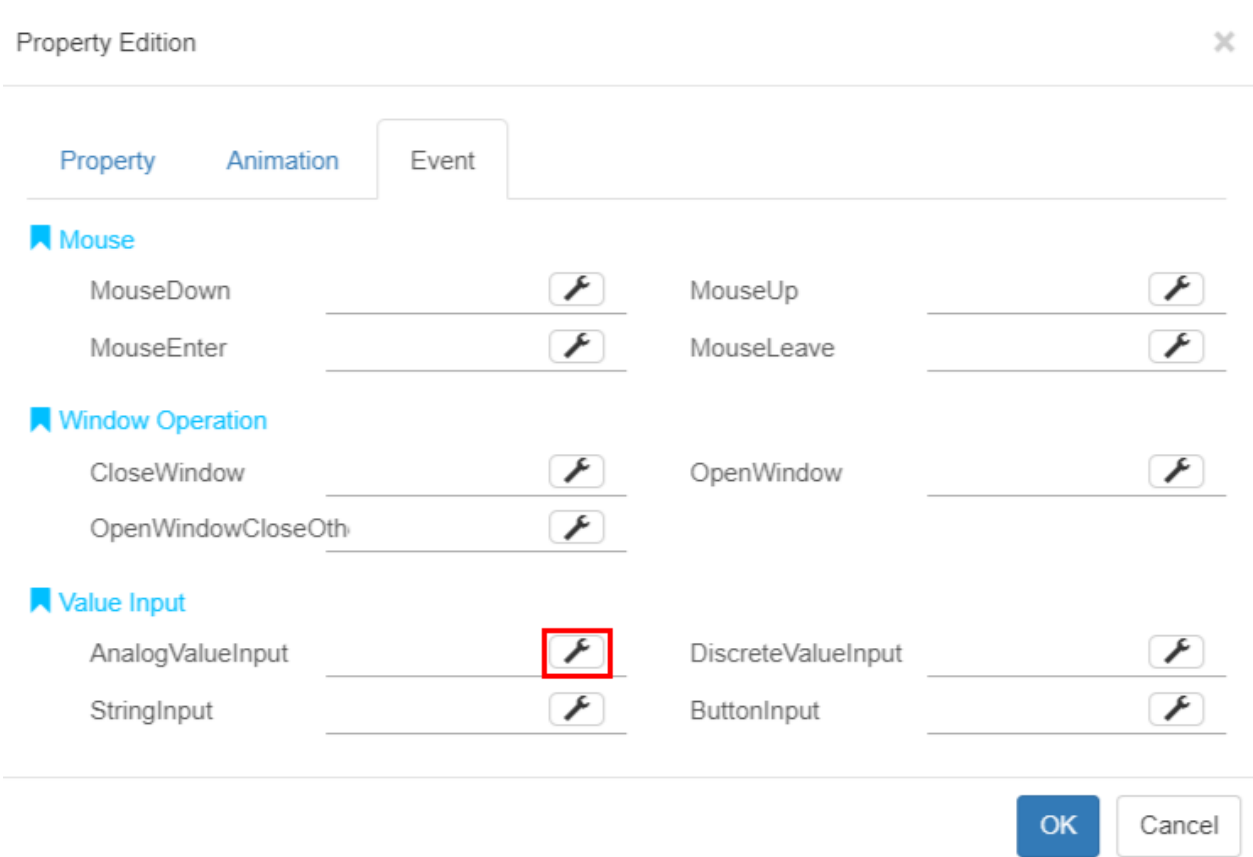 Property Edition ×
Property Animation Event
Mouse
MouseDown MouseUp
MouseEnter MouseLeave
Window Operation
CloseWindow OpenWindow
OpenWindowCloseOth
Value Input
AnalogValueInput DiscreteValueInput
StringInput ButtonInput
OK Cancel